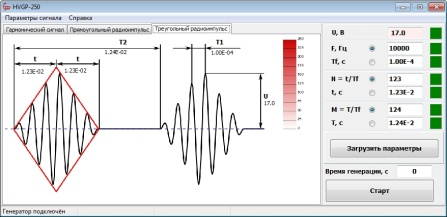 HVGP-250
Параметры сигнала Справка
Гармонический сигнал Прямоугольный радиоимпульс Треугольный радиоимпульс
T2
1.24E-02
T1
1.00E-04
t t
1.23E-02 1.23E-02
U
17.0
U, В 17.0
F, Гц 10000
Tf, с 1.00E-4
N = t/Tf 123
t, с 1.23E-2
M = T/Tf 124
T, с 1.24E-2
Загрузить параметры
Время генерации, с 0
Старт
Генератор подключён